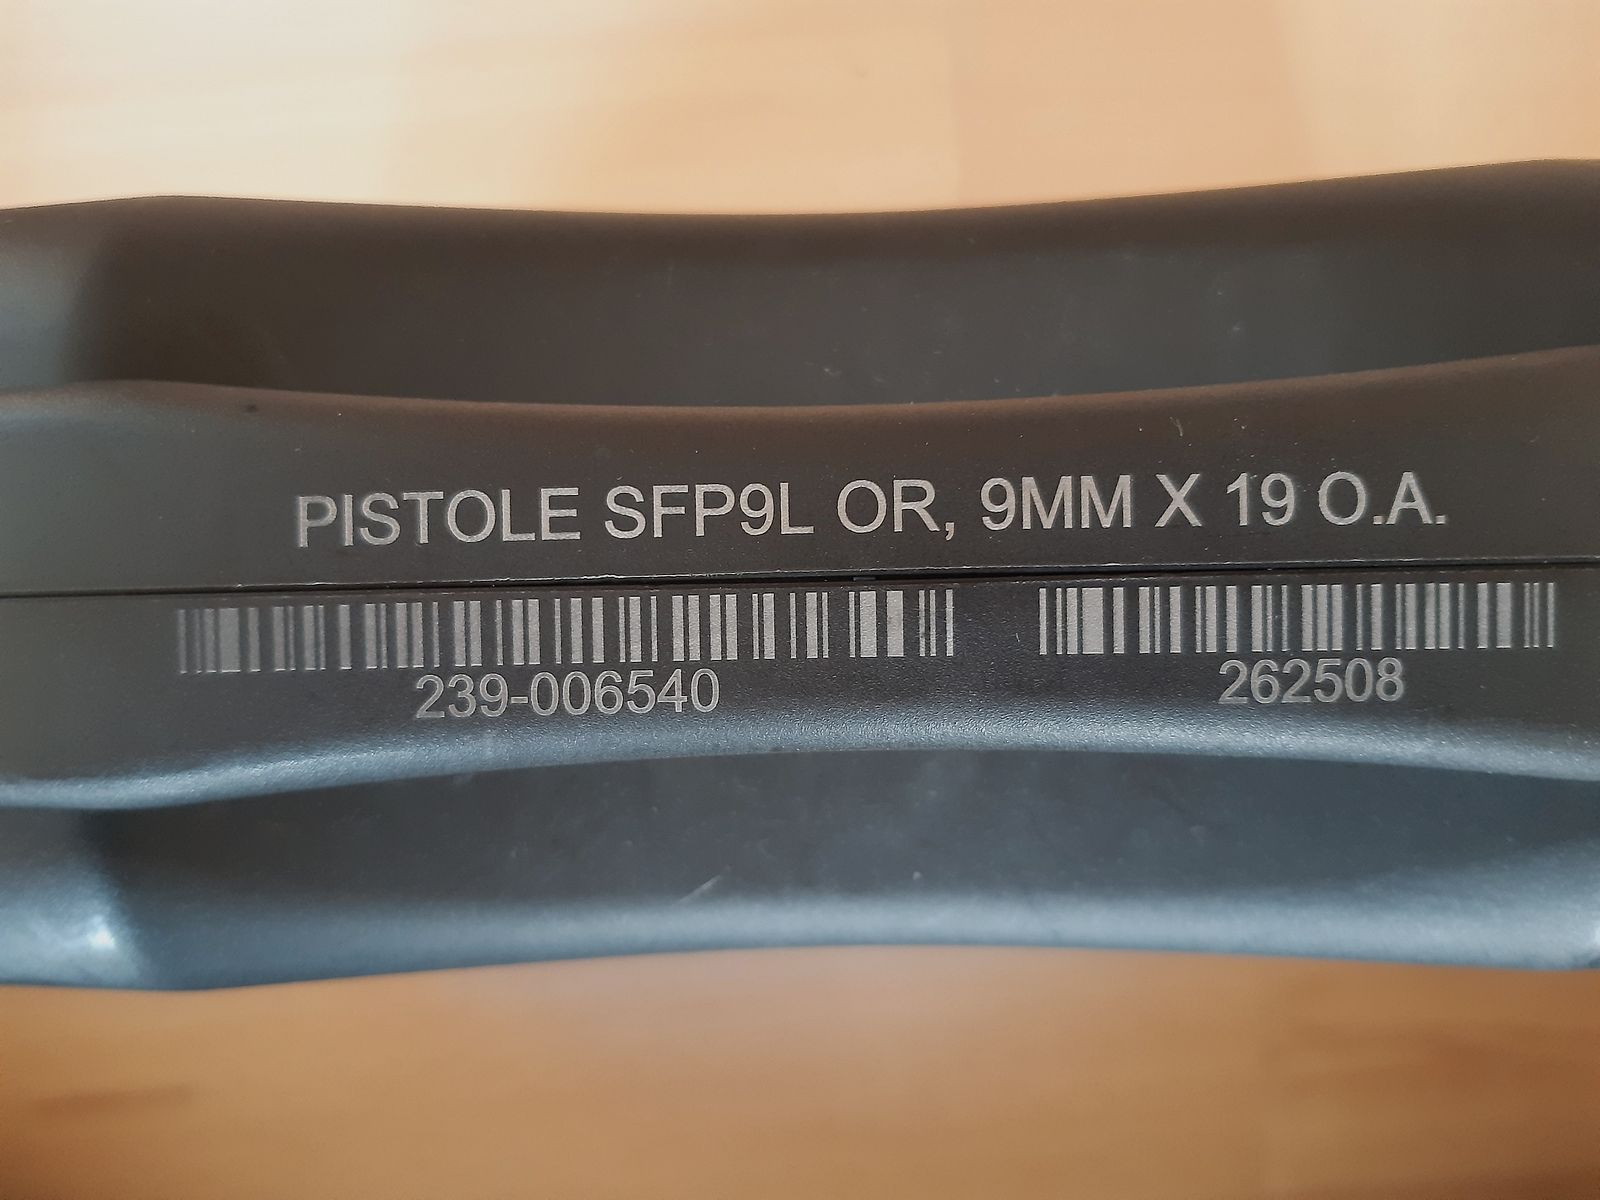 PISTOLE SFP9L OR, 9MM X 19 O.A.
239-006540
262508